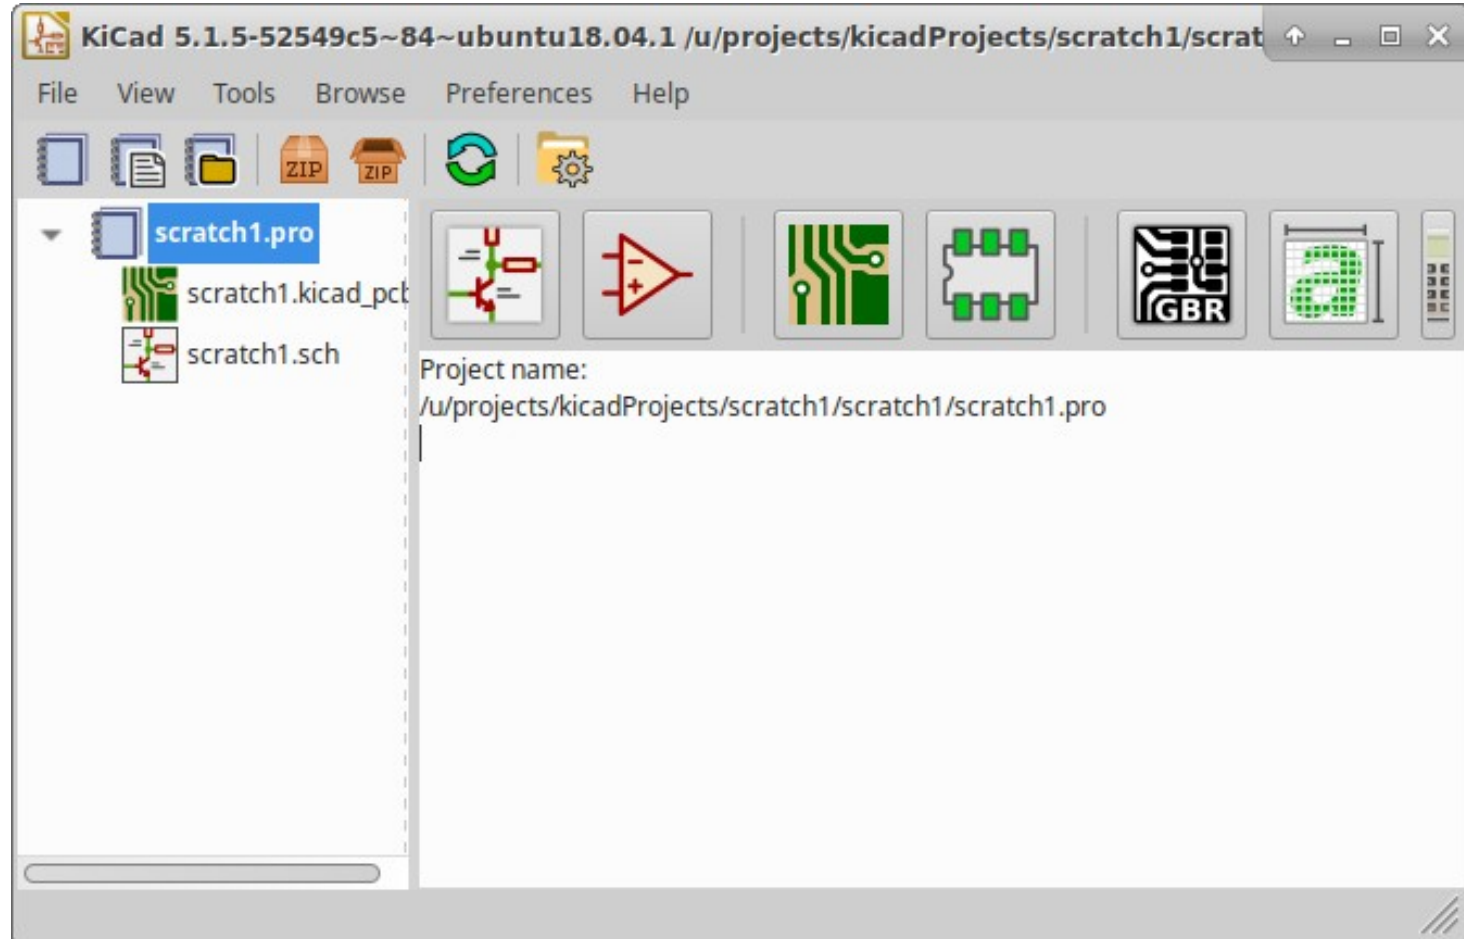 KiCad 5.1.5-52549c5~84~ubuntu18.04.1 /u/projects/kicadProjects/scratch1/scrat
File View Tools Browse Preferences Help
ZIP ZIP
scratch1.pro
scratch1.kicad_pcb
scratch1.sch
GBR a
Project name:
/u/projects/kicadProjects/scratch1/scratch1/scratch1.pro